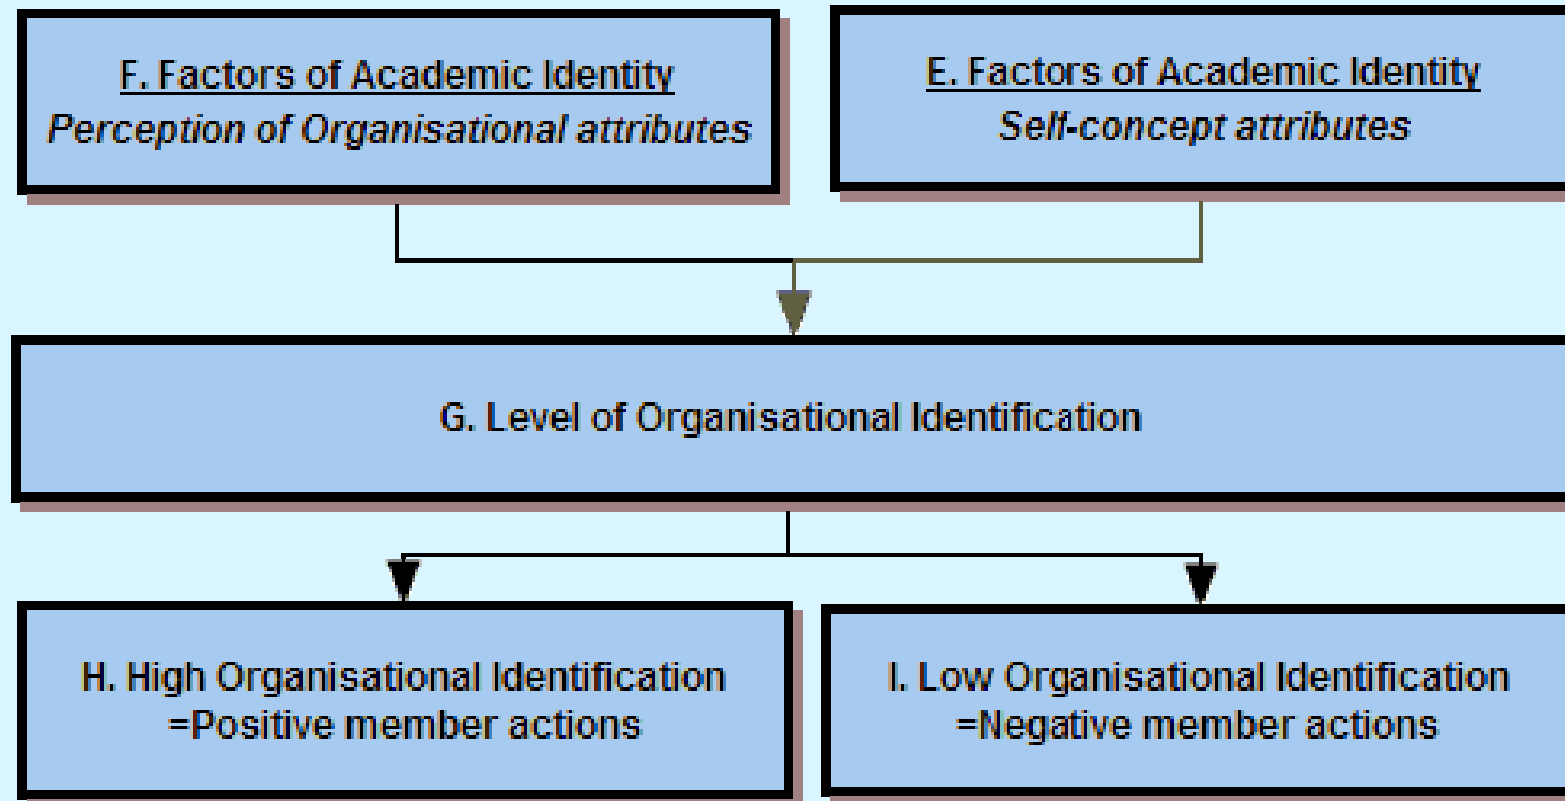 F. Factors of Academic Identity
Perception of Organisational attributes
E. Factors of Academic Identity
Self-concept attributes
G. Level of Organisational Identification
H. High Organisational Identification
=Positive member actions
I. Low Organisational Identification
=Negative member actions